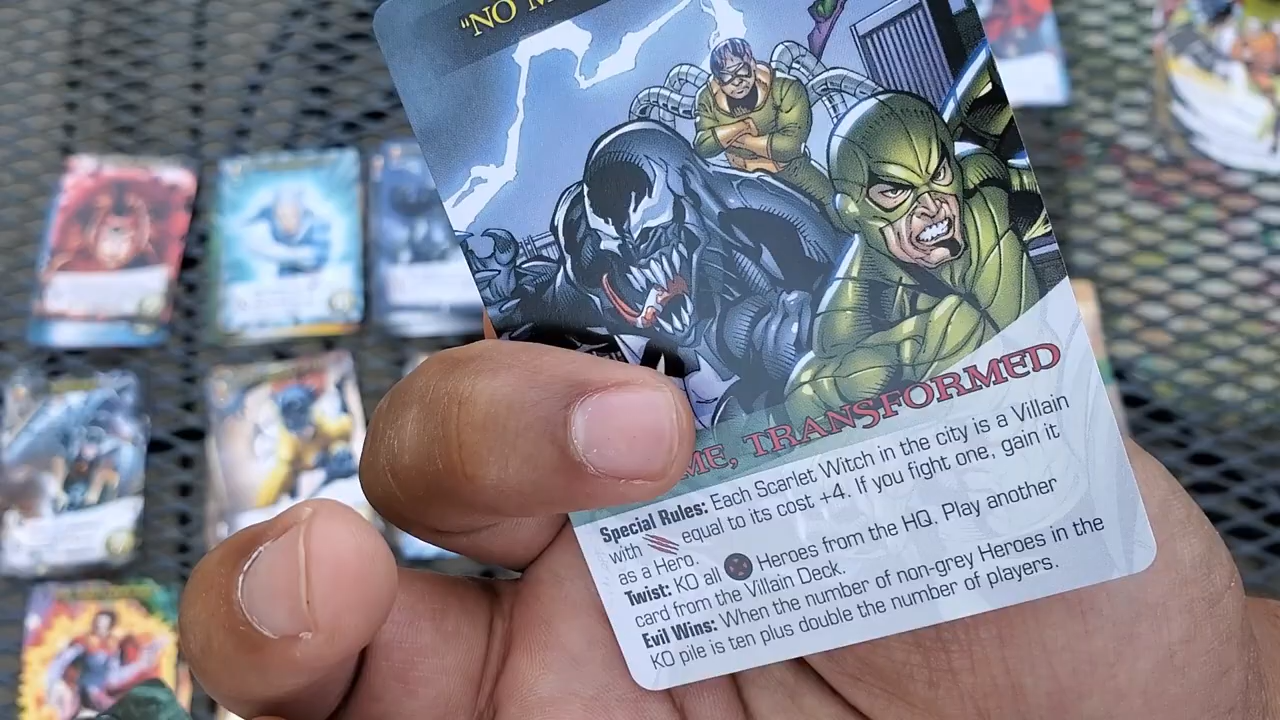 "NO M
ME, TRANSFORMED
Special Rules: Each Scarlet Witch in the city is a Villain
with equal to its cost +4. If you fight one, gain it
as a Hero.
Twist: KO all Heroes from the HQ. Play another
card from the Villain Deck.
Evil Wins: When the number of non-grey Heroes in the
KO pile is ten plus double the number of players.